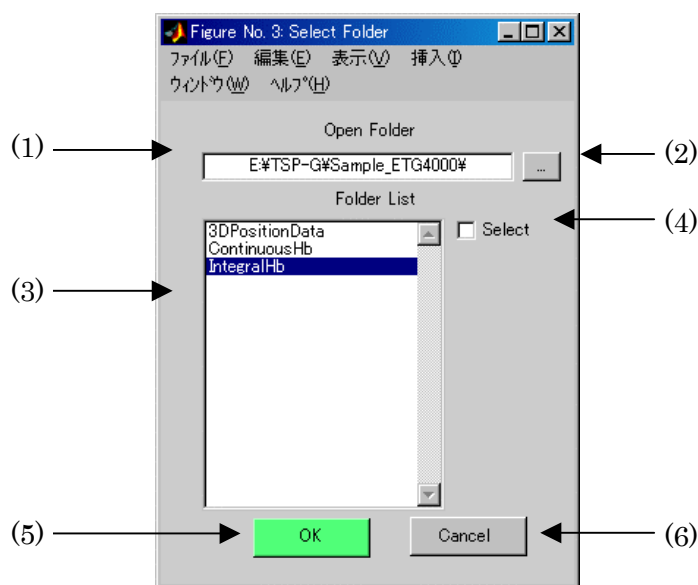 Figure No. 3: Select Folder
ファイル(F) 編集(E) 表示(V) 挿入(I)
ウィンドウ(W) ヘルプ(H)
Open Folder
(1)
E:¥TSP-G¥Sample_ETG4000¥
...
(2)
Folder List
3DPositionData
ContinuousHb
IntegralHb
Select
(4)
(3)
(5)
OK
Cancel
(6)